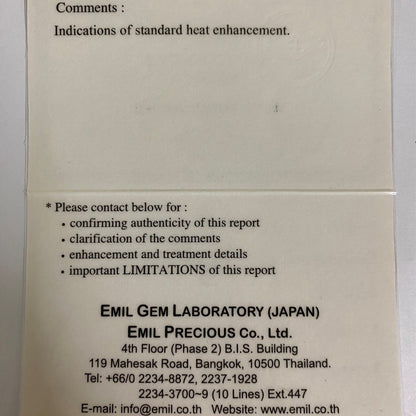 Comments :
Indications of standard heat enhancement.
* Please contact below for :
• confirming authenticity of this report
• clarification of the comments
• enhancement and treatment details
• important LIMITATIONS of this report
EMIL GEM LABORATORY (JAPAN)
EMIL PRECIOUS Co., Ltd.
4th Floor (Phase 2) B.I.S. Building
119 Mahesak Road, Bangkok, 10500 Thailand.
Tel: +66/0 2234-8872, 2237-1928
2234-3700~9 (10 Lines) Ext.447
E-mail: info@emil.co.th Website: www.emil.co.th